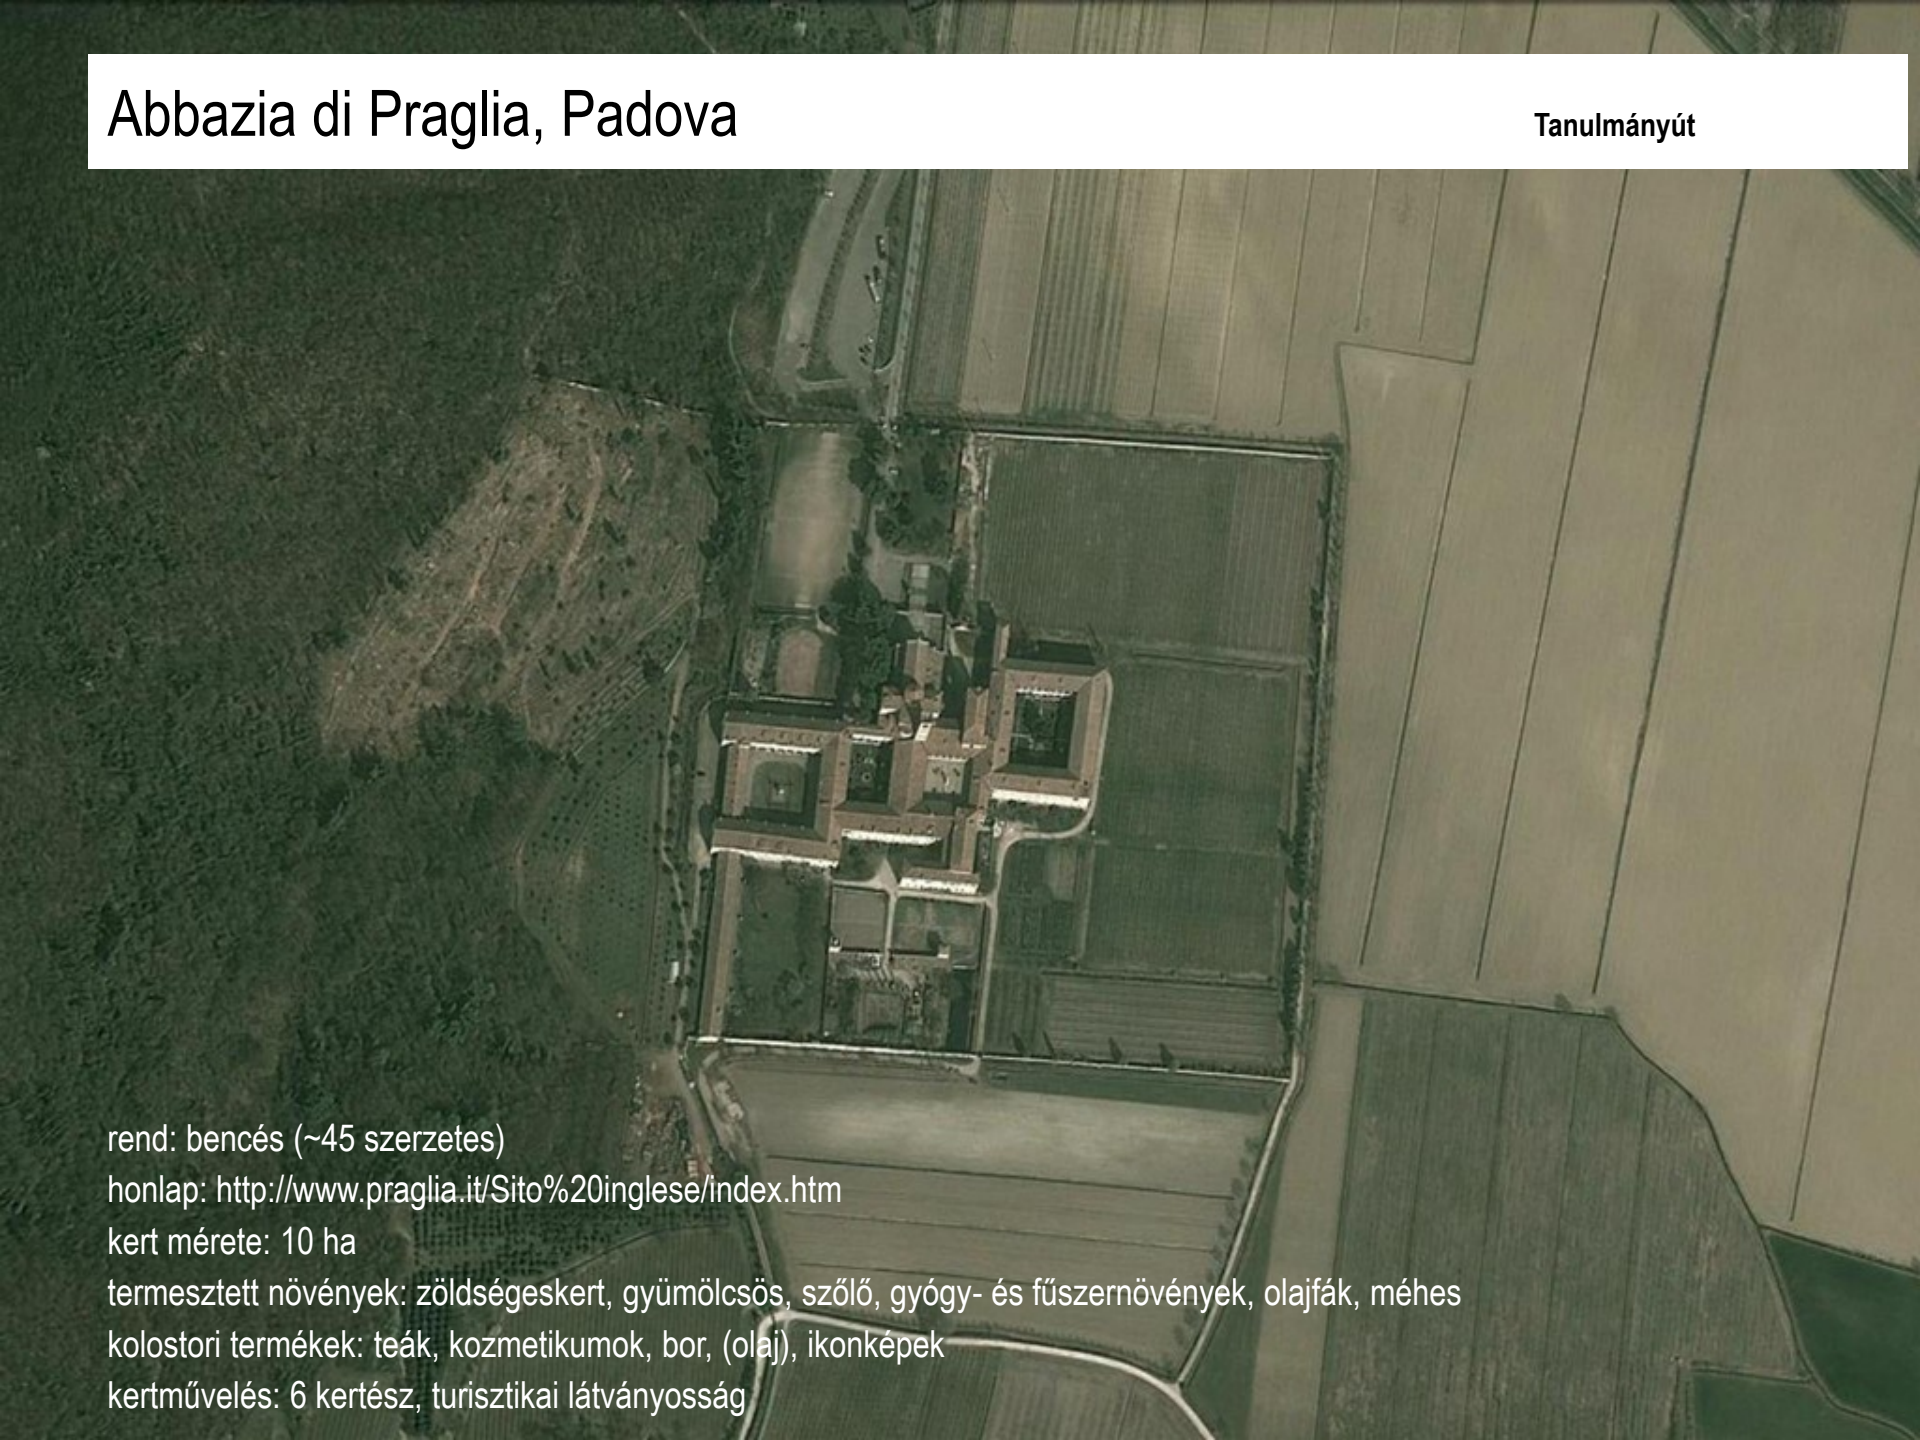 Abbazia di Praglia, Padova
Tanulmányút
rend: bencés (~45 szerzetes)
honlap: http://www.praglia.it/Sito%20inglese/index.htm
kert mérete: 10 ha
termesztett növények: zöldségeskert, gyümölcsös, szőlő, gyógy- és fűszernövények, olajfák, méhes
kolostori termékek: teák, kozmetikumok, bor, (olaj), ikonképek
kertművelés: 6 kertész, turisztikai látványosság